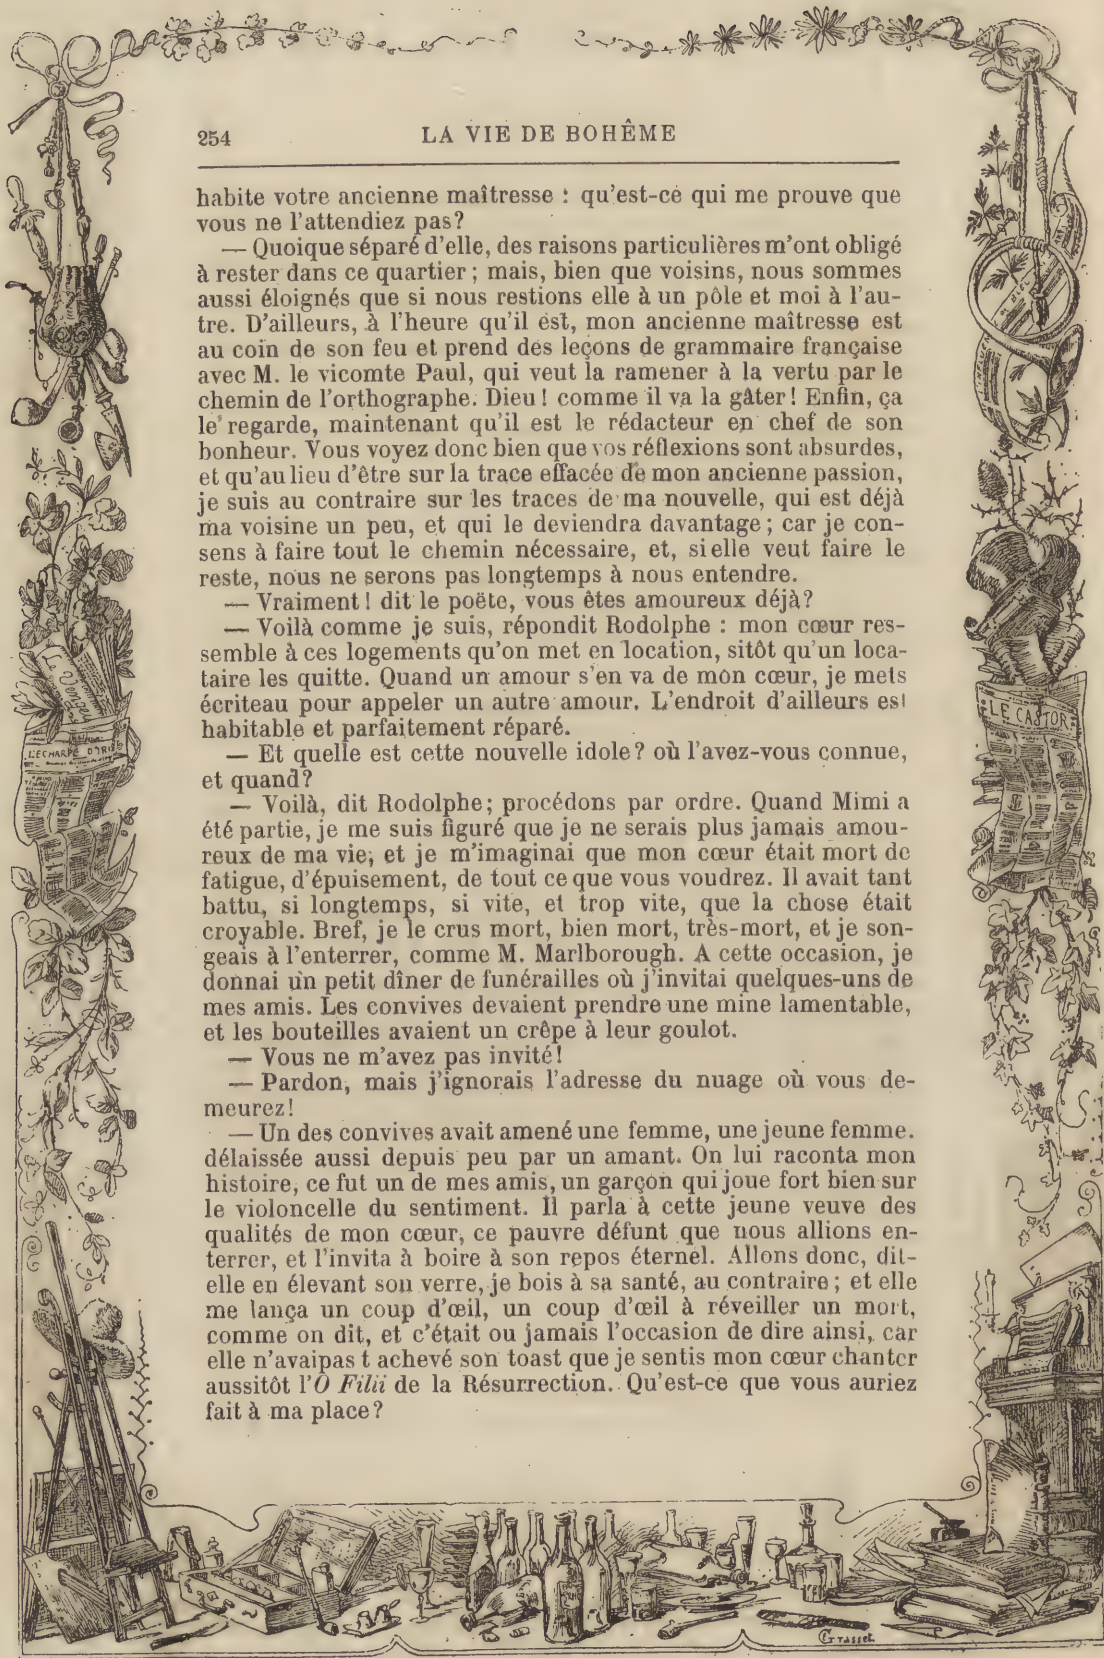 254
LA VIE DE BOHÊME
habite votre ancienne maîtresse : qu'est-ce qui me prouve que
vous ne l'attendiez pas?
— Quoique séparé d'elle, des raisons particulières m'ont obligé
à rester dans ce quartier ; mais, bien que voisins, nous sommes
aussi éloignés que si nous restions elle à un pôle et moi à l'au-
tre. D'ailleurs, à l'heure qu'il est, mon ancienne maîtresse est
au coin de son feu et prend des leçons de grammaire française
avec M. le vicomte Paul, qui veut la ramener à la vertu par le
chemin de l'orthographe. Dieu ! comme il va la gâter ! Enfin, ça
le regarde, maintenant qu'il est le rédacteur en chef de son
bonheur. Vous voyez donc bien que vos réflexions sont absurdes,
et qu'au lieu d'être sur la trace effacée de mon ancienne passion,
je suis au contraire sur les traces de ma nouvelle, qui est déjà
ma voisine un peu, et qui le deviendra davantage ; car je con-
sens à faire tout le chemin nécessaire, et, si elle veut faire le
reste, nous ne serons pas longtemps à nous entendre.
— Vraiment ! dit le poëte, vous êtes amoureux déjà?
— Voilà comme je suis, répondit Rodolphe : mon cœur res-
semble à ces logements qu'on met en location, sitôt qu'un loca-
taire les quitte. Quand un amour s'en va de mon cœur, je mets
écriteau pour appeler un autre amour. L'endroit d'ailleurs est
habitable et parfaitement réparé.
— Et quelle est cette nouvelle idole? où l'avez-vous connue,
et quand?
— Voilà, dit Rodolphe; procédons par ordre. Quand Mimi a
été partie, je me suis figuré que je ne serais plus jamais amou-
reux de ma vie, et je m'imaginai que mon cœur était mort de
fatigue, d'épuisement, de tout ce que vous voudrez. Il avait tant
battu, si longtemps, si vite, et trop vite, que la chose était
croyable. Bref, je le crus mort, bien mort, très-mort, et je son-
geais à l'enterrer, comme M. Marlborough. A cette occasion, je
donnai un petit dîner de funérailles où j'invitai quelques-uns de
mes amis. Les convives devaient prendre une mine lamentable,
et les bouteilles avaient un crêpe à leur goulot.
— Vous ne m'avez pas invité!
— Pardon, mais j'ignorais l'adresse du nuage où vous de-
meurez!
— Un des convives avait amené une femme, une jeune femme.
délaissée aussi depuis peu par un amant. On lui raconta mon
histoire, ce fut un de mes amis, un garçon qui joue fort bien sur
le violoncelle du sentiment. Il parla à cette jeune veuve des
qualités de mon cœur, ce pauvre défunt que nous allions en-
terrer, et l'invita à boire à son repos éternel. Allons donc, dit-
elle en élevant son verre, je bois à sa santé, au contraire ; et elle
me lança un coup d'œil, un coup d'œil à réveiller un mort,
comme on dit, et c'était ou jamais l'occasion de dire ainsi, car
elle n'avaipas t achevé son toast que je sentis mon cœur chanter
aussitôt l'O Filii de la Résurrection. Qu'est-ce que vous auriez
fait à ma place?
L'ECHARPE D'IRIS
LE CASTOR
Grasset